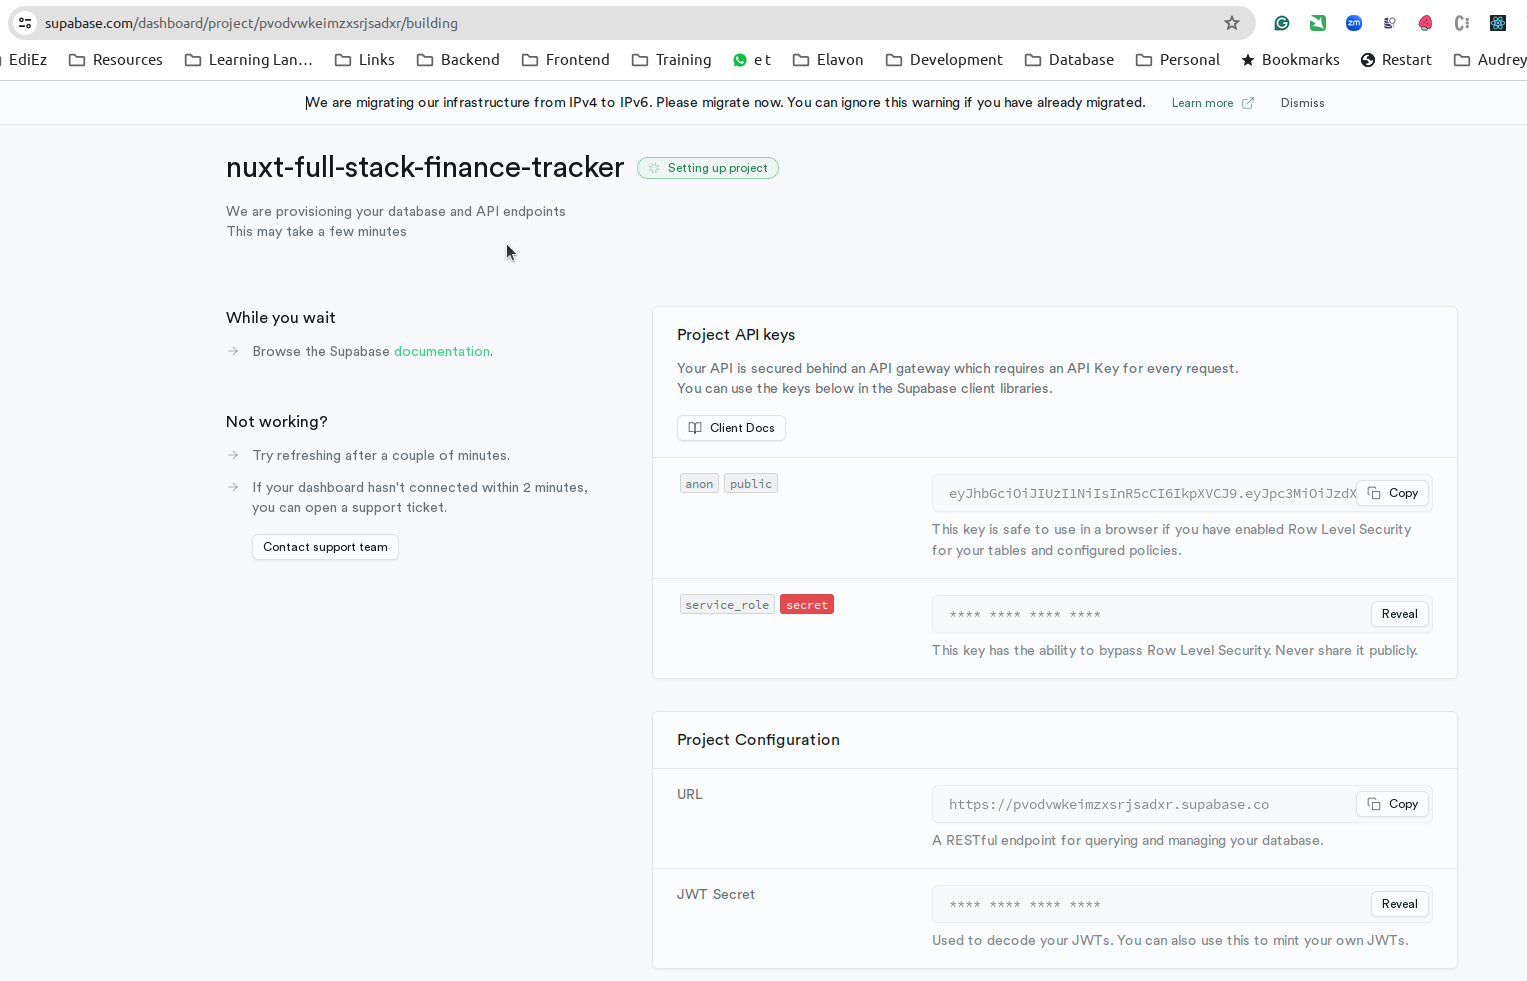 supabase.com/dashboard/project/pvodvwkeimzxsrjsadxr/building
EdiEz Resources Learning Lan... Links Backend Frontend Training e t Elavon Development Database Personal Bookmarks Restart Audrey
We are migrating our infrastructure from IPv4 to IPv6. Please migrate now. You can ignore this warning if you have already migrated. Learn more Dismiss
nuxt-full-stack-finance-tracker Setting up project
We are provisioning your database and API endpoints
This may take a few minutes
While you wait
Browse the Supabase documentation.
Not working?
Try refreshing after a couple of minutes.
If your dashboard hasn't connected within 2 minutes,
you can open a support ticket.
Contact support team
Project API keys
Your API is secured behind an API gateway which requires an API Key for every request.
You can use the keys below in the Supabase client libraries.
Client Docs
anon public
eyJhbGciOiJIUzI1NiIsInR5cCI6IkpXVCJ9.eyJpc3MiOiJzdX Copy
This key is safe to use in a browser if you have enabled Row Level Security
for your tables and configured policies.
service_role secret
**** **** **** **** Reveal
This key has the ability to bypass Row Level Security. Never share it publicly.
Project Configuration
URL
https://pvodvwkeimzxsrjsadxr.supabase.co Copy
A RESTful endpoint for querying and managing your database.
JWT Secret
**** **** **** **** Reveal
Used to decode your JWTs. You can also use this to mint your own JWTs.